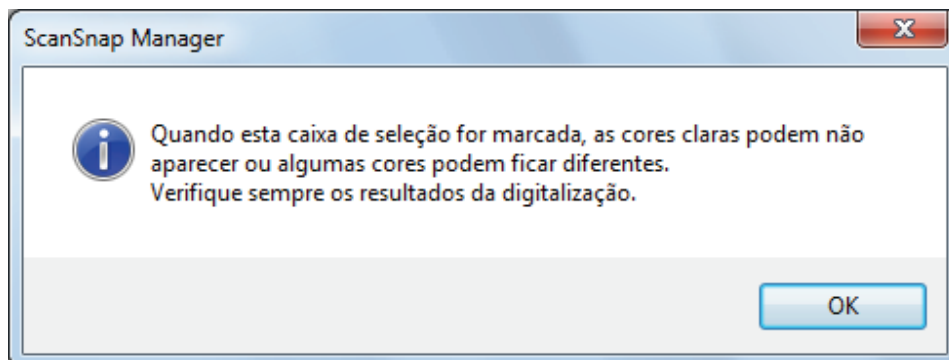 ScanSnap Manager
Quando esta caixa de seleção for marcada, as cores claras podem não
aparecer ou algumas cores podem ficar diferentes.
Verifique sempre os resultados da digitalização.
OK